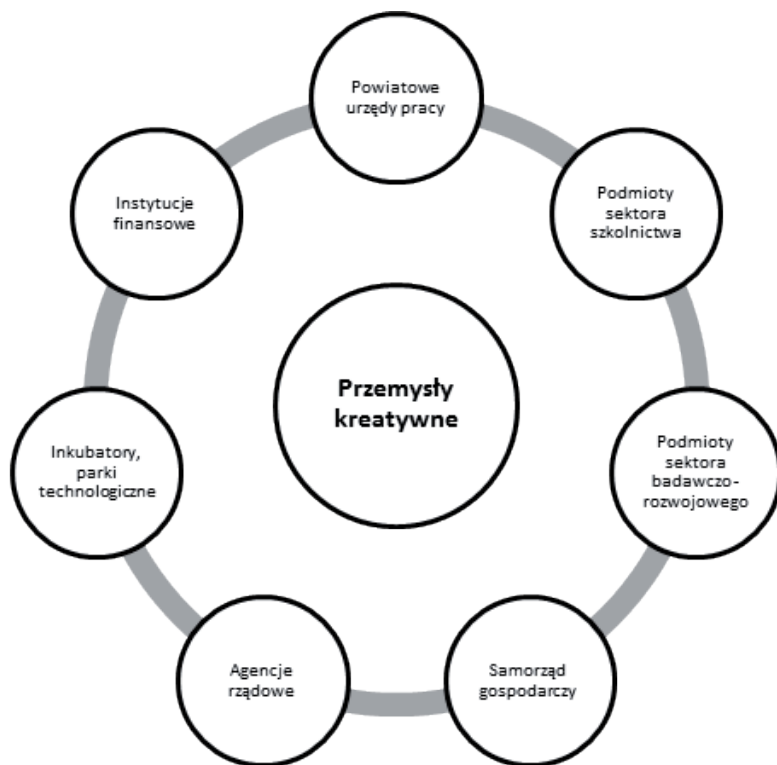 Powiatowe
urzędy pracy
Podmioty
sektora
szkolnictwa
Podmioty
sektora
badawczo-
rozwojowego
Samorząd
gospodarczy
Agencje
rządowe
Inkubatory,
parki
technologiczne
Instytucje
finansowe
Przemysły
kreatywne